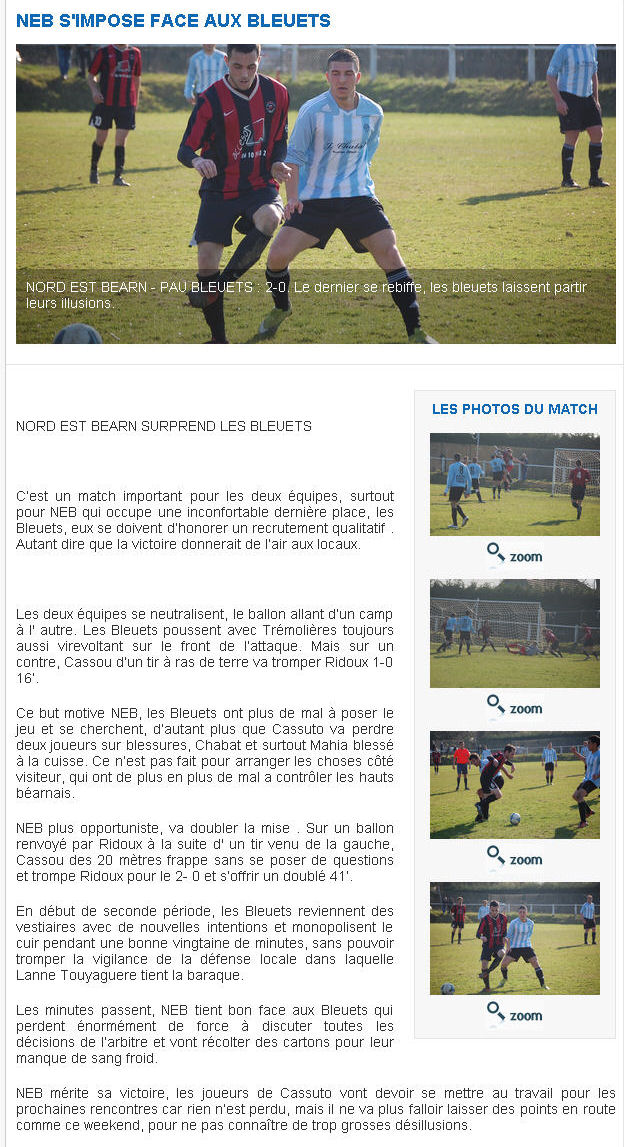 NEB S'IMPOSE FACE AUX BLEUETS
NORD EST BEARN - PAU BLEUETS : 2-0. Le dernier se rebiffe, les bleuets laissent partir
leurs illusions.
NORD EST BEARN SURPREND LES BLEUETS
C'est un match important pour les deux équipes, surtout
pour NEB qui occupe une inconfortable dernière place, les
Bleuets, eux se doivent d'honorer un recrutement qualitatif .
Autant dire que la victoire donnerait de l'air aux locaux.
Les deux équipes se neutralisent, le ballon allant d'un camp
à l' autre. Les Bleuets poussent avec Trémolières toujours
aussi virevoltant sur le front de l'attaque. Mais sur un
contre, Cassou d'un tir à ras de terre va tromper Ridoux 1-0
16'.
Ce but motive NEB, les Bleuets ont plus de mal à poser le
jeu et se cherchent, d'autant plus que Cassuto va perdre
deux joueurs sur blessures, Chabat et surtout Mahia blessé
à la cuisse. Ce n'est pas fait pour arranger les choses côté
visiteur, qui ont de plus en plus de mal a contrôler les hauts
béarnais.
NEB plus opportuniste, va doubler la mise . Sur un ballon
renvoyé par Ridoux à la suite d' un tir venu de la gauche,
Cassou des 20 mètres frappe sans se poser de questions
et trompe Ridoux pour le 2- 0 et s'offrir un doublé 41'.
En début de seconde période, les Bleuets reviennent des
vestiaires avec de nouvelles intentions et monopolisent le
cuir pendant une bonne vingtaine de minutes, sans pouvoir
tromper la vigilance de la défense locale dans laquelle
Lanne Touyaguere tient la baraque.
Les minutes passent, NEB tient bon face aux Bleuets qui
perdent énormément de force à discuter toutes les
décisions de l'arbitre et vont récolter des cartons pour leur
manque de sang froid.
NEB mérite sa victoire, les joueurs de Cassuto vont devoir se mettre au travail pour les
prochaines rencontres car rien n'est perdu, mais il ne va plus falloir laisser des points en route
comme ce weekend, pour ne pas connaître de trop grosses désillusions.
LES PHOTOS DU MATCH
zoom
zoom
zoom
zoom